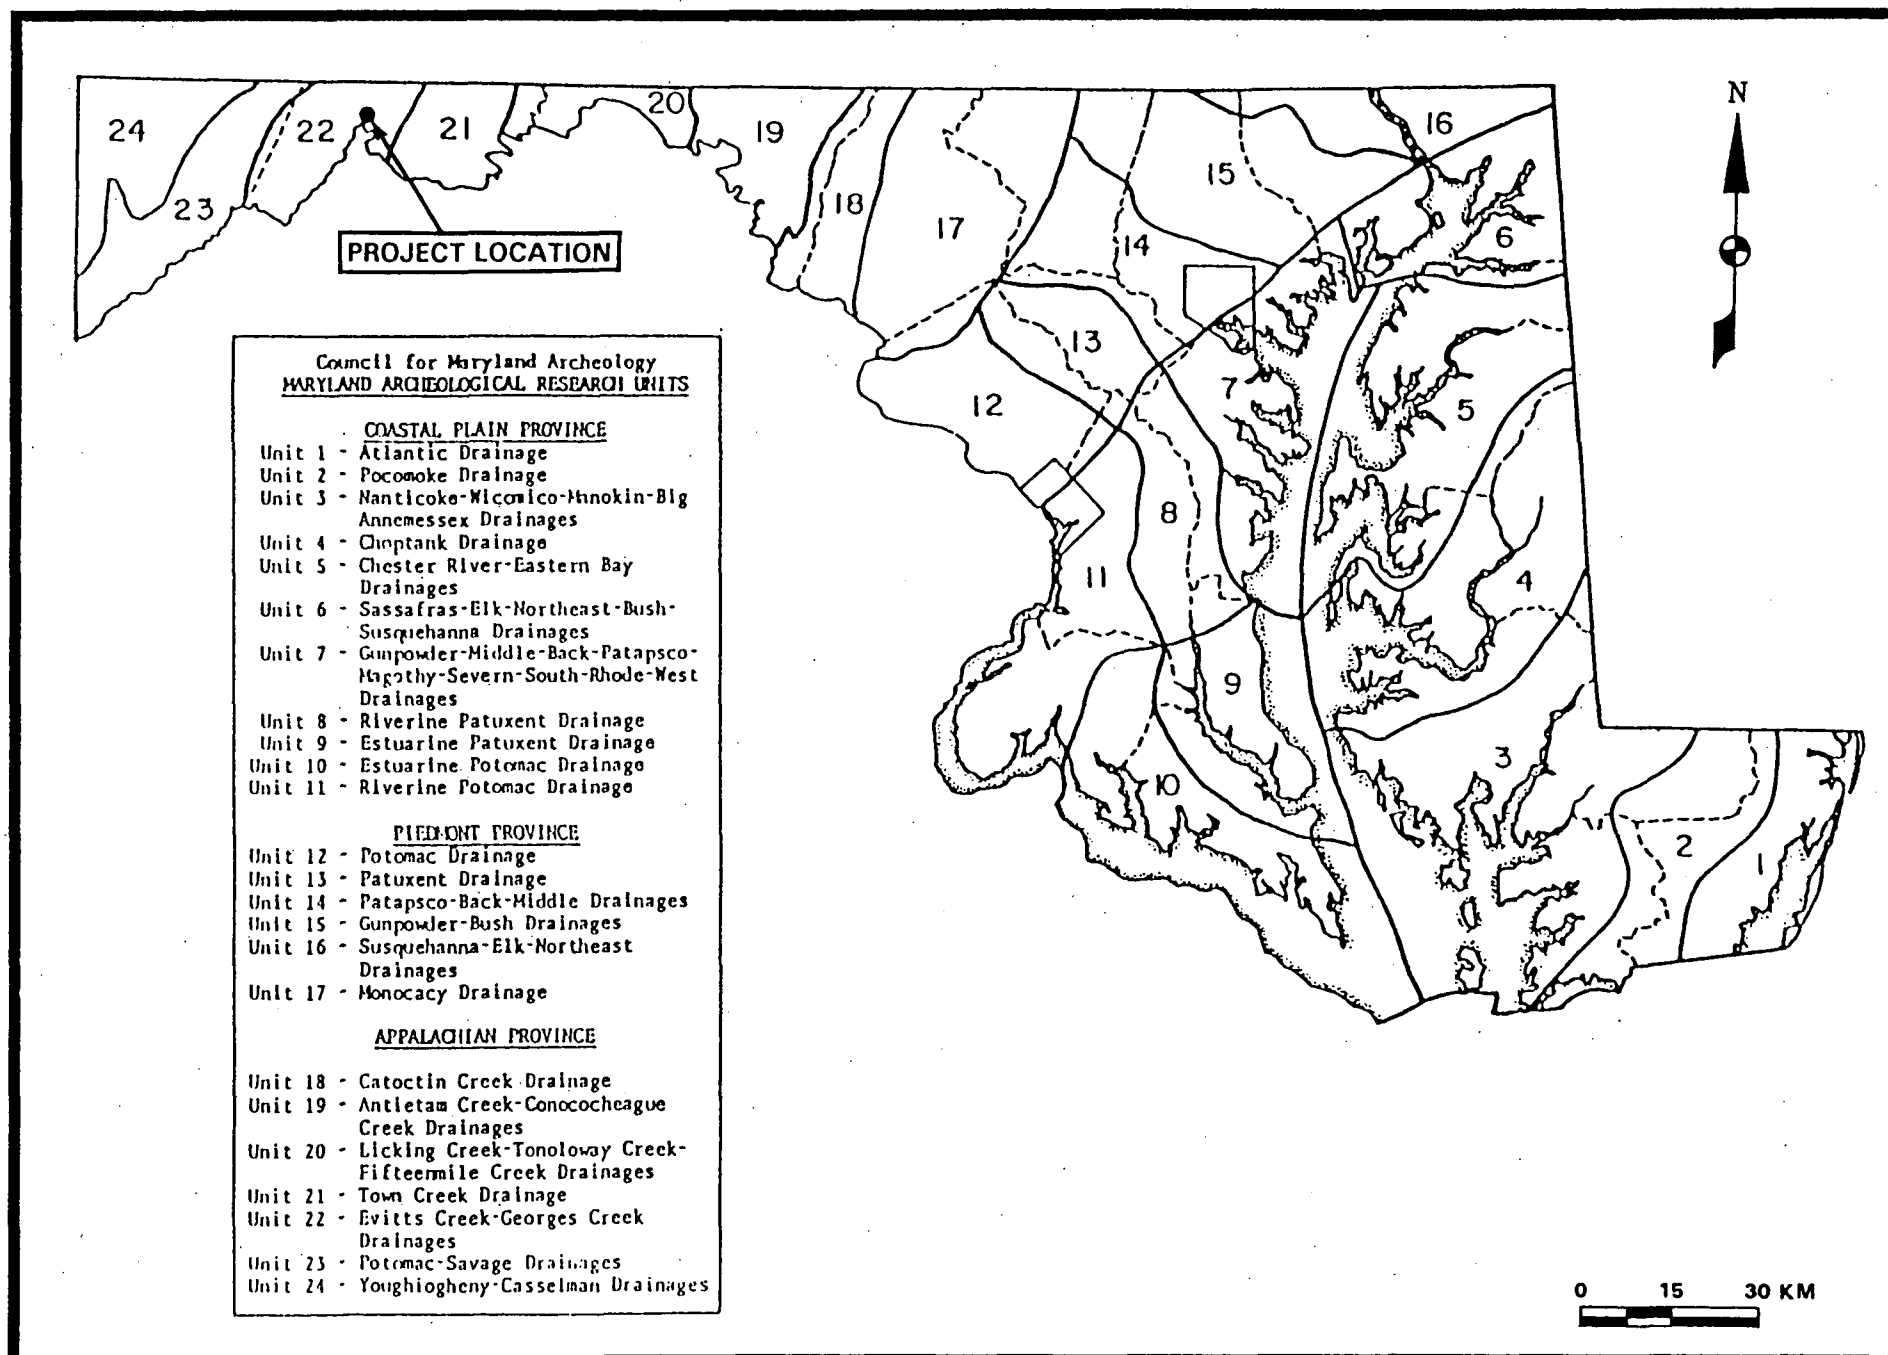 N
24
23
22
21
20
19
18
17
16
15
14
13
12
11
10
9
8
7
6
5
4
3
2
1
PROJECT LOCATION
Council for Maryland Archeology
MARYLAND ARCHEOLOGICAL RESEARCH UNITS
COASTAL PLAIN PROVINCE
Unit 1 - Atlantic Drainage
Unit 2 - Pocomoke Drainage
Unit 3 - Nanticoke-Wicomico-Manokin-Big
Annemessex Drainages
Unit 4 - Choptank Drainage
Unit 5 - Chester River-Eastern Bay
Drainages
Unit 6 - Sassafras-Elk-Northeast-Bush-
Susquehanna Drainages
Unit 7 - Gunpowder-Middle-Back-Patapsco-
Magothy-Severn-South-Rhode-West
Drainages
Unit 8 - Riverine Patuxent Drainage
Unit 9 - Estuarine Patuxent Drainage
Unit 10 - Estuarine Potomac Drainage
Unit 11 - Riverine Potomac Drainage
PIEDMONT PROVINCE
Unit 12 - Potomac Drainage
Unit 13 - Patuxent Drainage
Unit 14 - Patapsco-Back-Middle Drainages
Unit 15 - Gunpowder-Bush Drainages
Unit 16 - Susquehanna-Elk-Northeast
Drainages
Unit 17 - Monocacy Drainage
APPALACHIAN PROVINCE
Unit 18 - Catoctin Creek Drainage
Unit 19 - Antietam Creek-Conococheague
Creek Drainages
Unit 20 - Licking Creek-Tonoloway Creek-
Fifteenmile Creek Drainages
Unit 21 - Town Creek Drainage
Unit 22 - Evitts Creek-Georges Creek
Drainages
Unit 23 - Potomac-Savage Drainages
Unit 24 - Youghiogheny-Casselman Drainages
0 15 30 KM